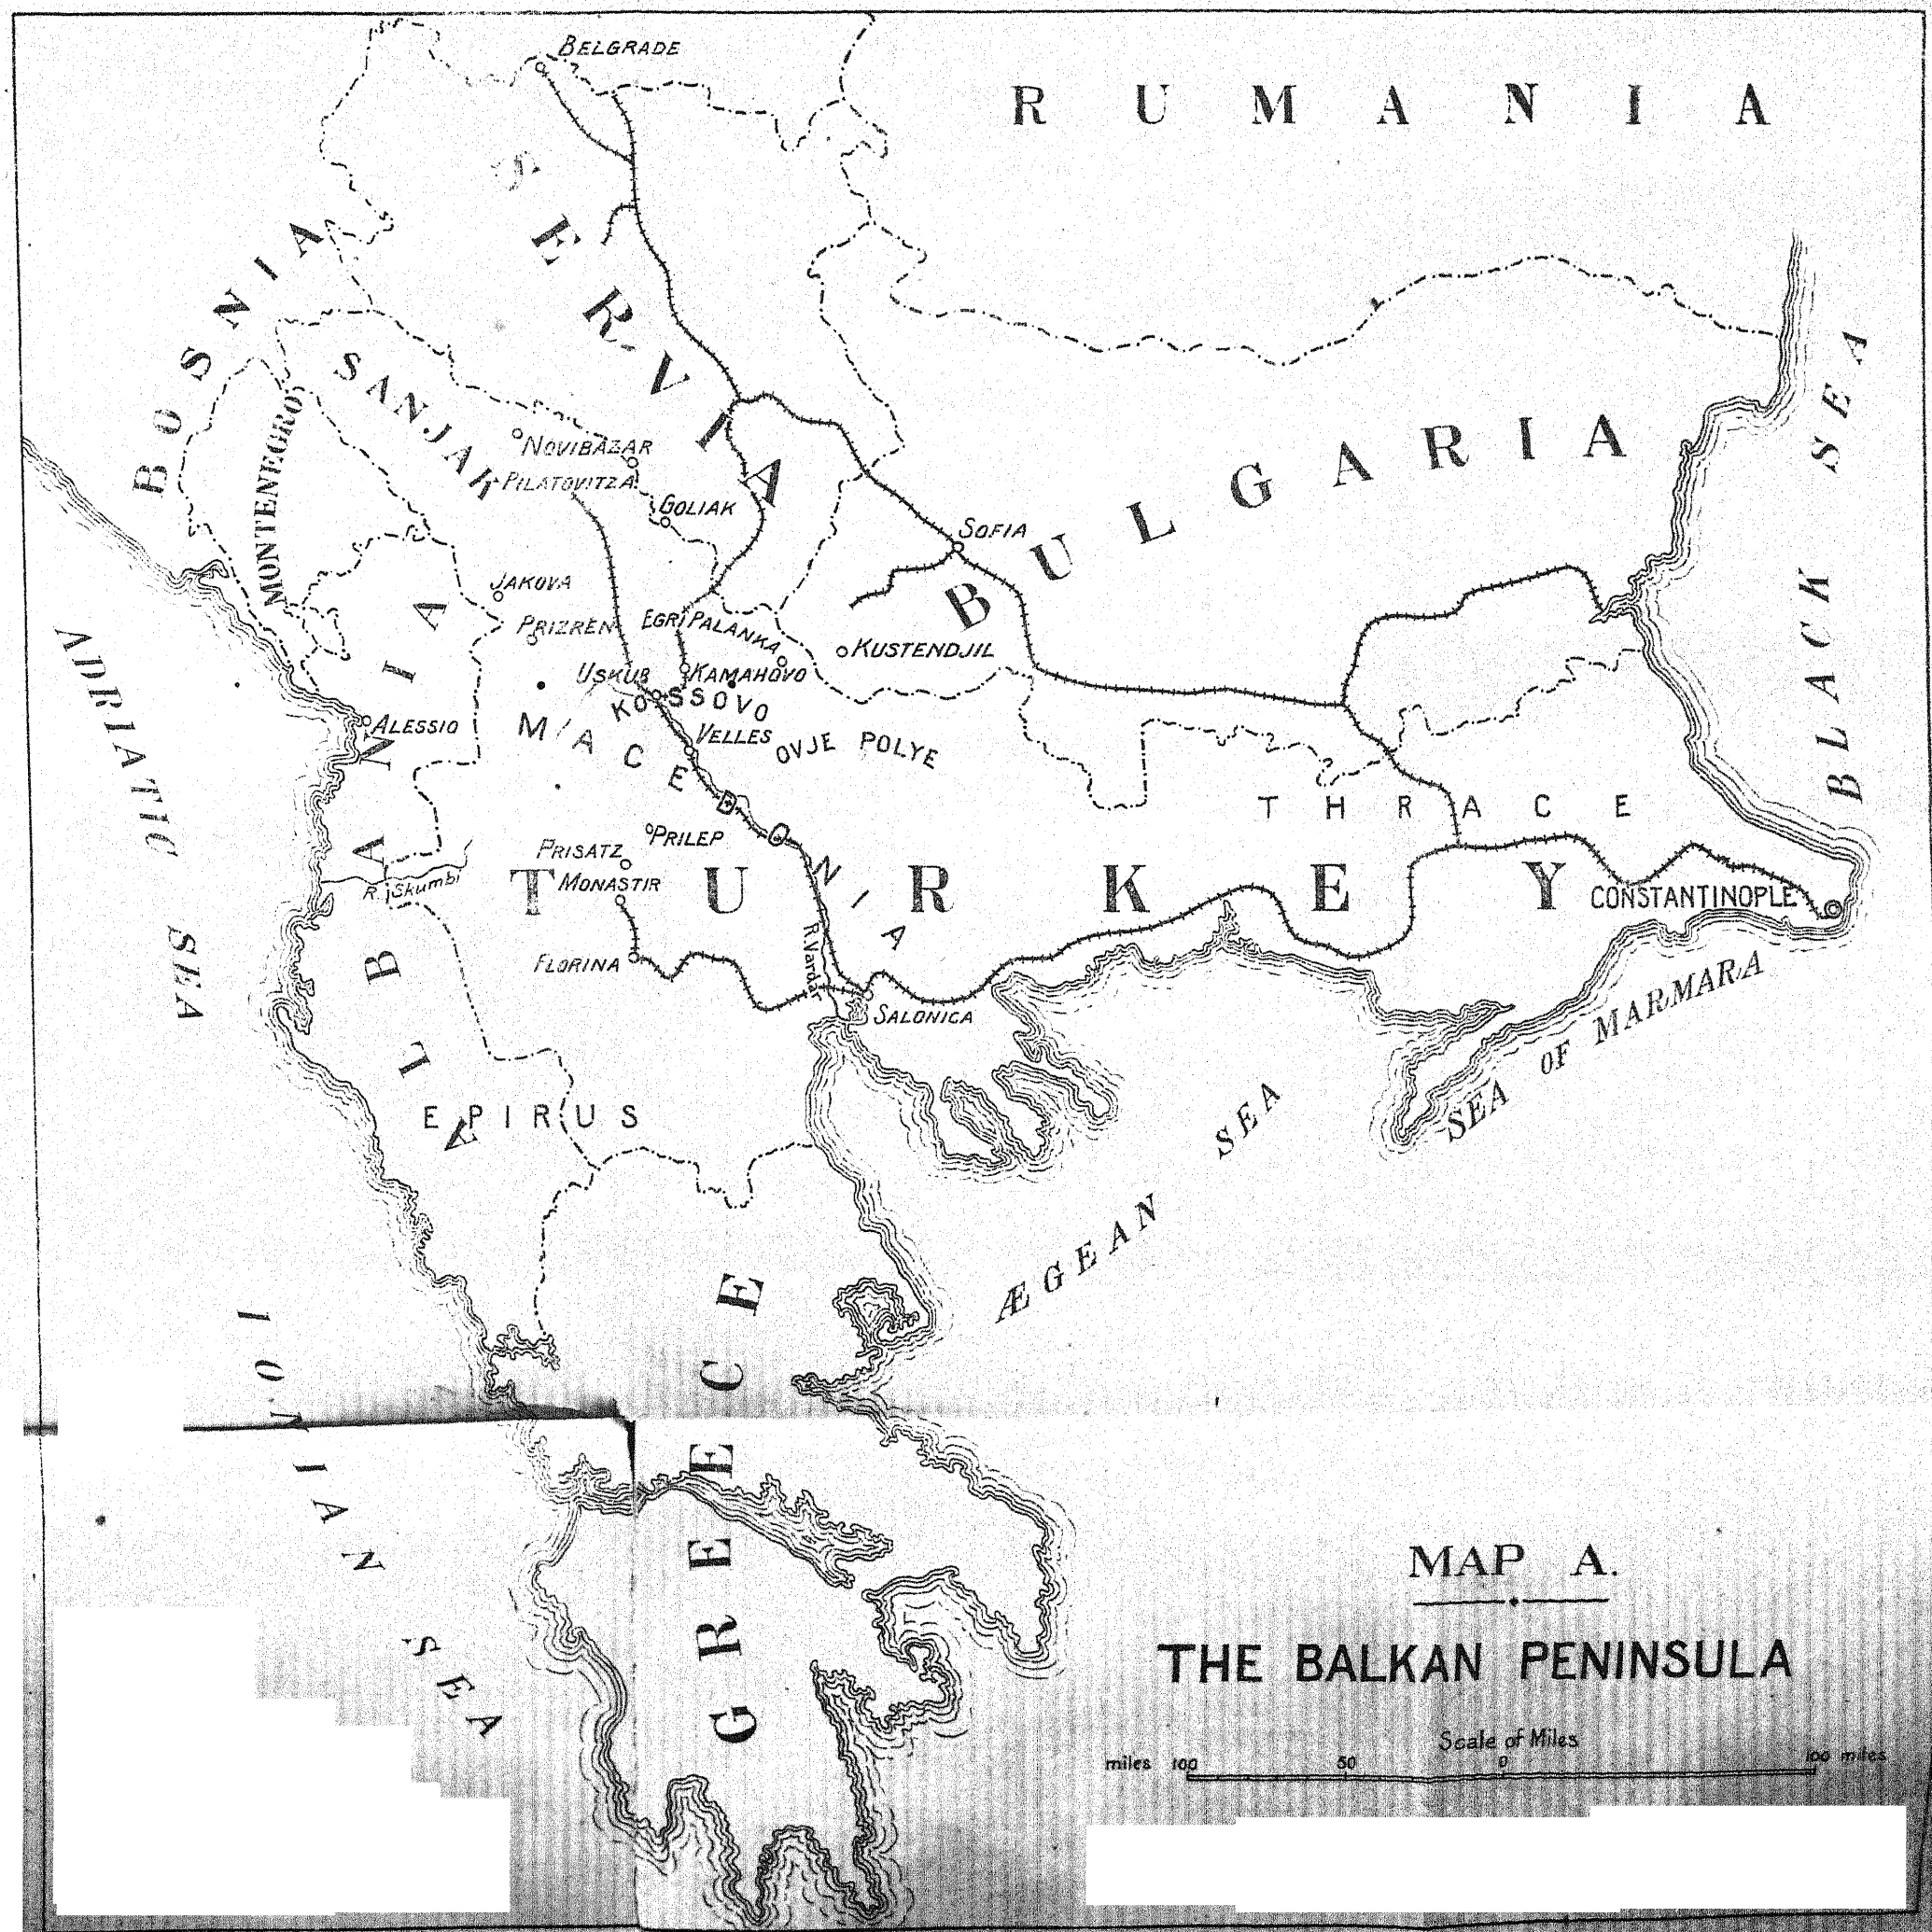 BELGRADE
RUMANIA
SERVIA
BOSNIA
SANJAK
MONTENEGRO
NOVIBAZAR
PILATOVITZA
GOLIAK
SOFIA
BULGARIA
BLACK SEA
JAKOVA
PRIZREN
EGRI PALANKA
KUSTENDJIL
USKUB
KAMAHOVO
KOSSOVO
ADRIATIC SEA
ALESSIO
VELLES
OVJE POLYE
MACEDONIA
THRACE
PRILEP
PRISATZ
MONASTIR
TURKEY
CONSTANTINOPLE
R. Skumbi
ALBANIA
FLORINA
R. Vardar
SALONICA
SEA OF MARMARA
EPIRUS
ÆGEAN SEA
GREECE
IONIAN SEA
MAP A.
THE BALKAN PENINSULA
Scale of Miles
miles 100 50 0 100 miles